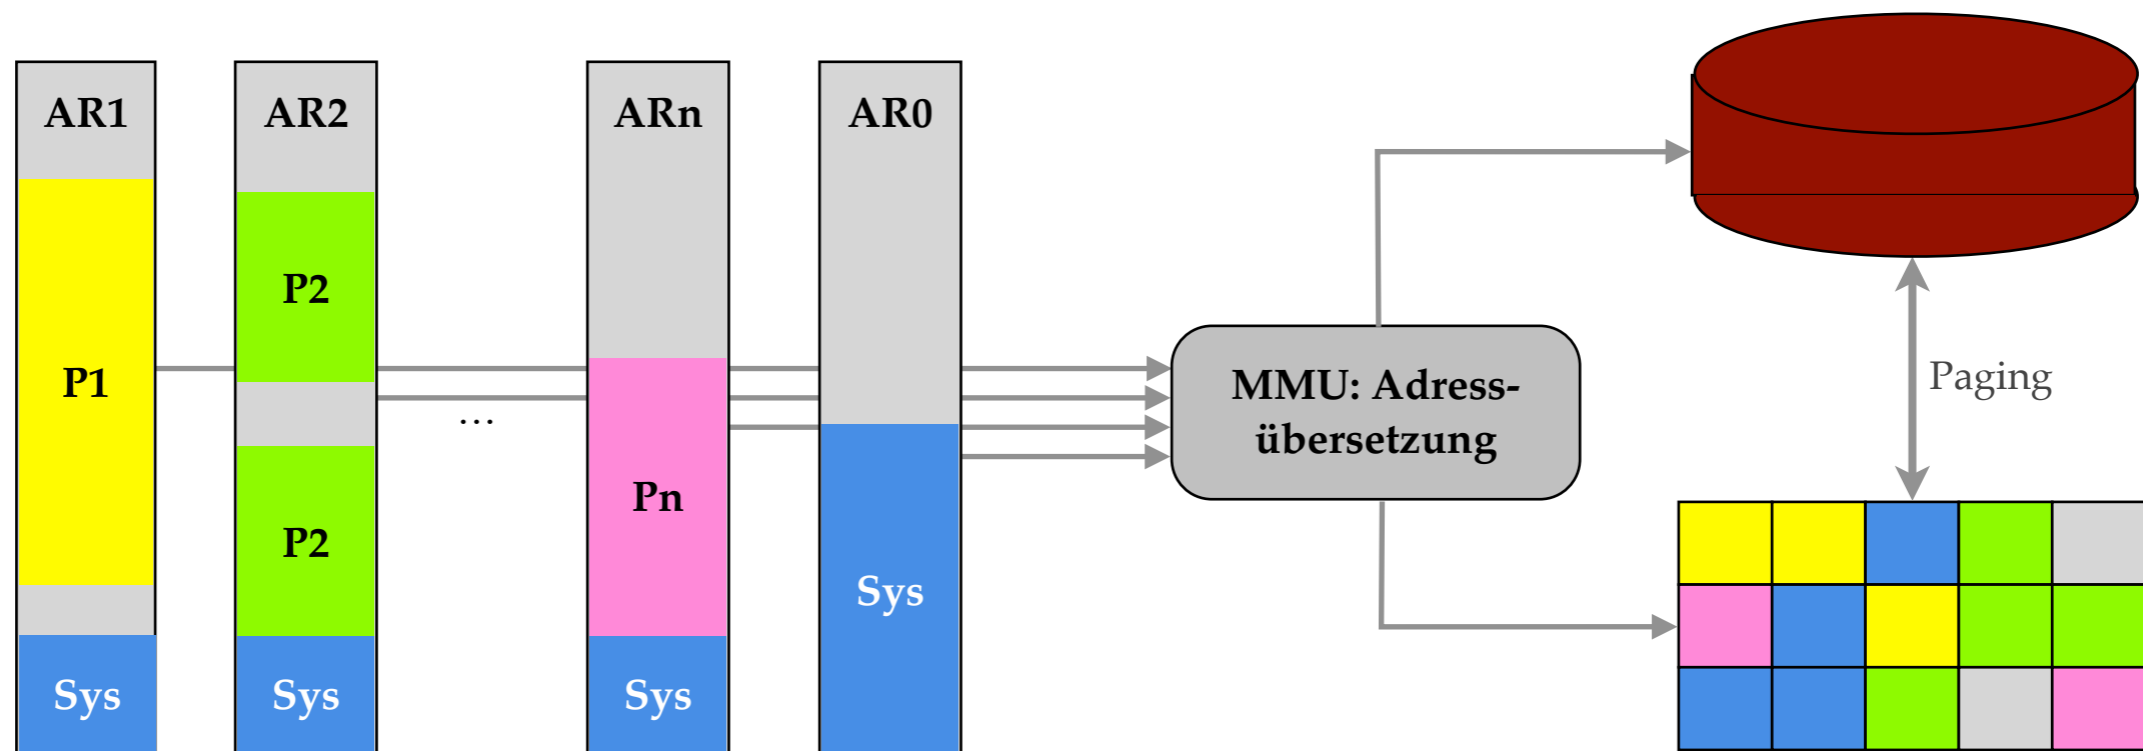 AR1
AR2
ARn
AR0
P1
P2
P2
…
Pn
Sys
Sys
Sys
Sys
MMU: Adress-
übersetzung
Paging